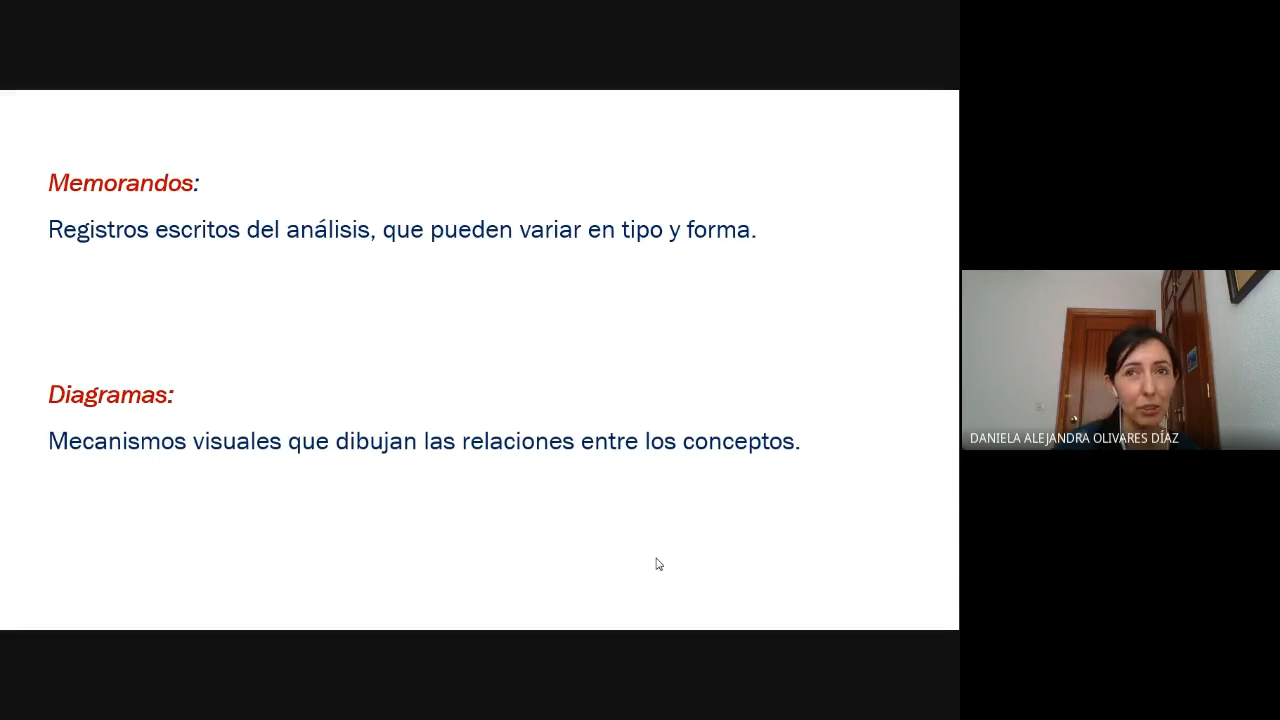 Memorandos:
Registros escritos del análisis, que pueden variar en tipo y forma.
Diagramas:
Mecanismos visuales que dibujan las relaciones entre los conceptos.
DANIELA ALEJANDRA OLIVARES DÍAZ